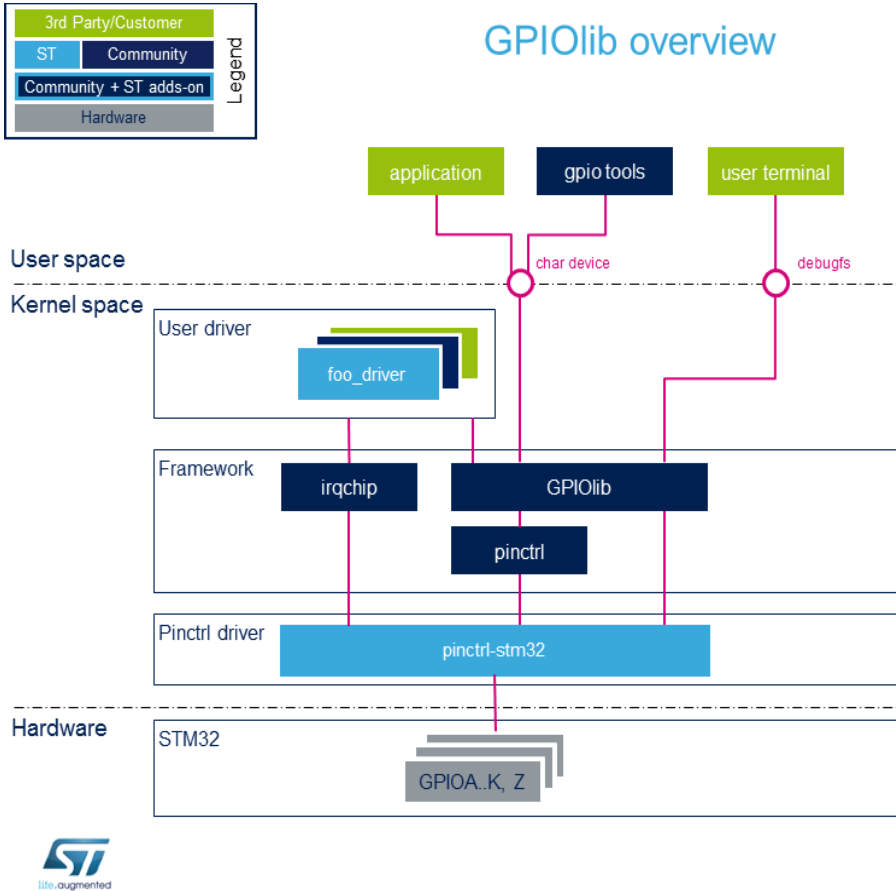 3rd Party/Customer
ST
Community
Community + ST adds-on
Hardware
Legend
GPIOlib overview
application
gpio tools
user terminal
User space
char device
debugfs
Kernel space
User driver
foo_driver
Framework
irqchip
GPIOlib
pinctrl
Pinctrl driver
pinctrl-stm32
Hardware
STM32
GPIOA..K, Z
ST
life.augmented